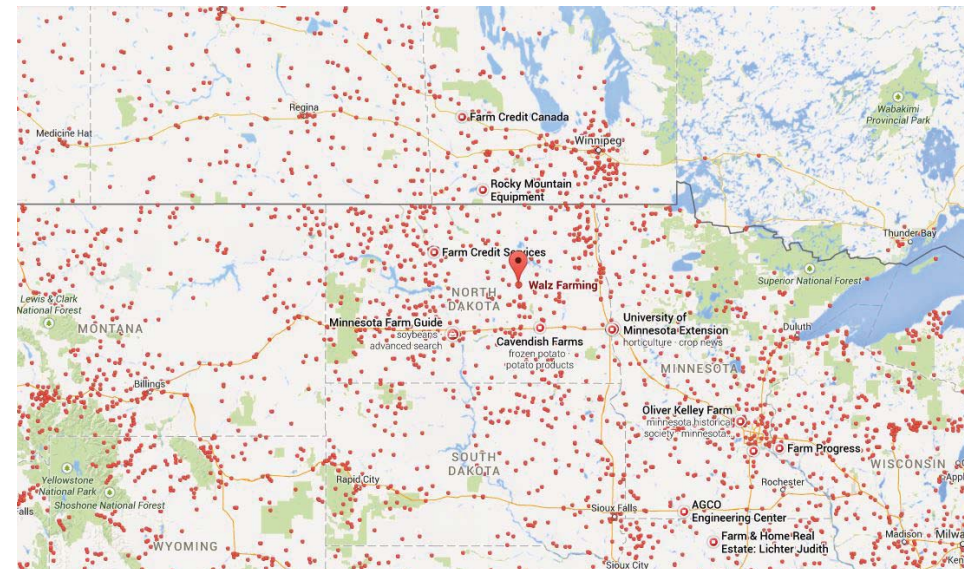 Wabakimi
Provincial Park
Regina
Farm Credit Canada
Medicine Hat
Winnipeg
Rocky Mountain
Equipment
Thunder Bay
Farm Credit Services
Superior National Forest
Walz Farming
NORTH
DAKOTA
Lewis & Clark
National Forest
MONTANA
Minnesota Farm Guide
soybeans
advanced search
University of
Minnesota Extension
horticulture · crop news
Duluth
Cavendish Farms
frozen potato
potato products
MINNESOTA
Billings
Oliver Kelley Farm
minnesota historical
society · minnesota
Farm Progress
SOUTH
DAKOTA
WISCONSIN
Yellowstone
National Park
Rapid City
Rochester
Shoshone National Forest
alls
Sioux Falls
AGCO
Engineering Center
WYOMING
Farm & Home Real
Estate: Lichter Judith
Madison
Milwa
Sioux City
Ken